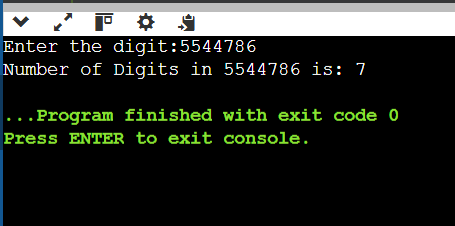 Enter the digit:5544786
Number of Digits in 5544786 is: 7
...Program finished with exit code 0
Press ENTER to exit console.